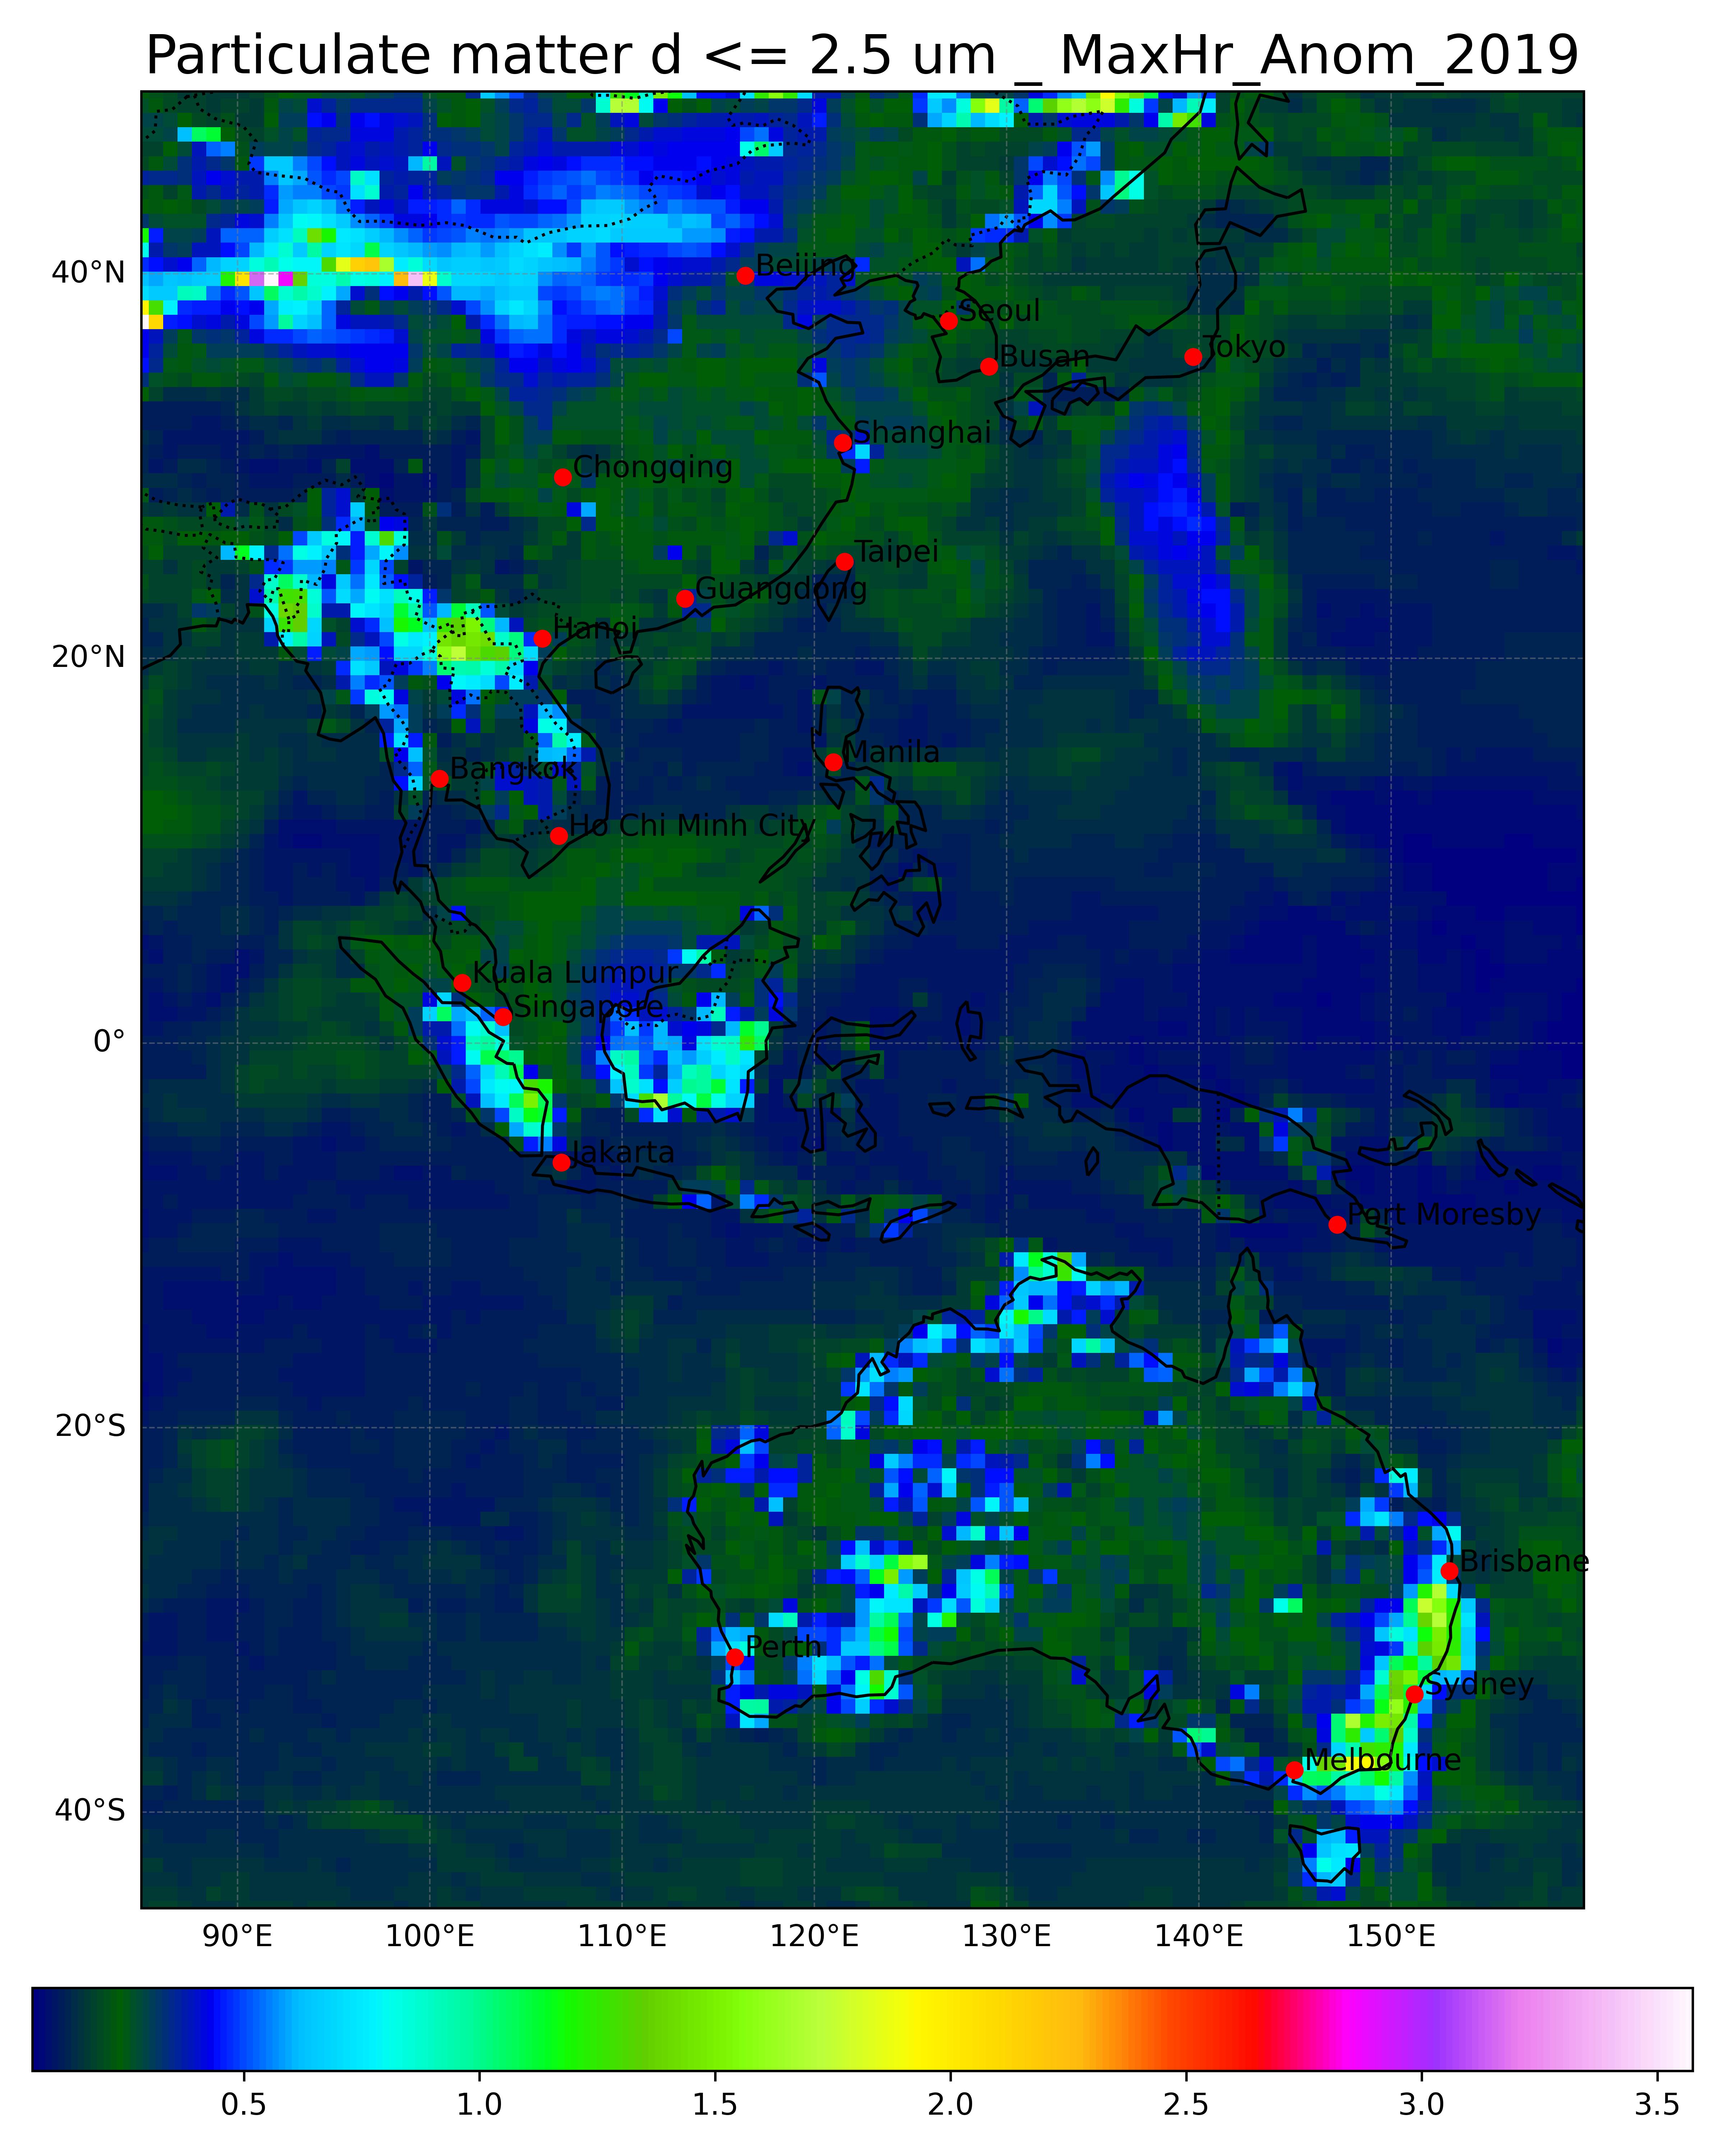 Particulate matter d <= 2.5 um _ MaxHr_Anom_2019
40°N
Beijing
Seoul
Busan
Tokyo
Shanghai
Chongqing
Taipei
Guangdong
Hanoi
20°N
Manila
Bangkok
Ho Chi Minh City
Kuala Lumpur
Singapore
0°
Jakarta
Port Moresby
20°S
Brisbane
Perth
Sydney
Melbourne
40°S
90°E 100°E 110°E 120°E 130°E 140°E 150°E
0.5 1.0 1.5 2.0 2.5 3.0 3.5